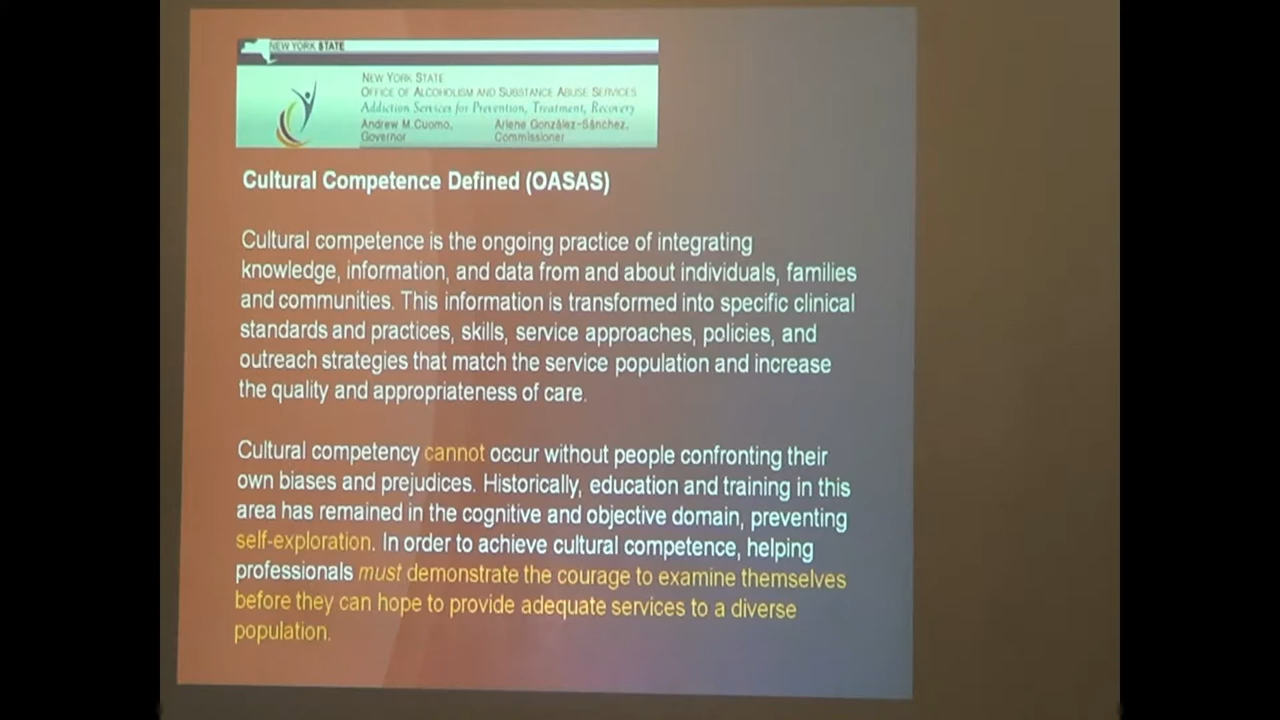 NEW YORK STATE
NEW YORK STATE
OFFICE OF ALCOHOLISM AND SUBSTANCE ABUSE SERVICES
Addiction Services for Prevention, Treatment, Recovery
Andrew M. Cuomo, Arlene González-Sánchez,
Governor Commissioner
Cultural Competence Defined (OASAS)
Cultural competence is the ongoing practice of integrating
knowledge, information, and data from and about individuals, families
and communities. This information is transformed into specific clinical
standards and practices, skills, service approaches, policies, and
outreach strategies that match the service population and increase
the quality and appropriateness of care.
Cultural competency cannot occur without people confronting their
own biases and prejudices. Historically, education and training in this
area has remained in the cognitive and objective domain, preventing
self-exploration. In order to achieve cultural competence, helping
professionals must demonstrate the courage to examine themselves
before they can hope to provide adequate services to a diverse
population.